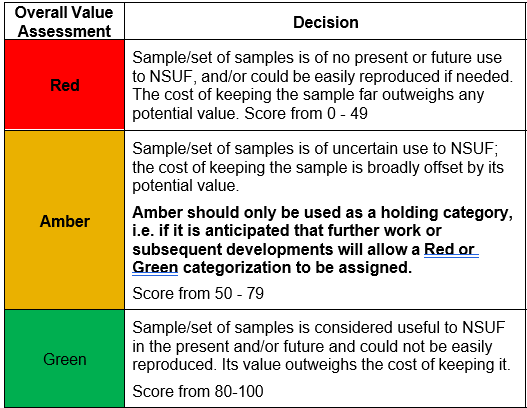 Overall Value
Assessment
Decision
Red
Sample/set of samples is of no present or future use
to NSUF, and/or could be easily reproduced if needed.
The cost of keeping the sample far outweighs any
potential value. Score from 0 - 49
Amber
Sample/set of samples is of uncertain use to NSUF;
the cost of keeping the sample is broadly offset by its
potential value.
Amber should only be used as a holding category,
i.e. if it is anticipated that further work or
subsequent developments will allow a Red or
Green categorization to be assigned.
Score from 50 - 79
Green
Sample/set of samples is considered useful to NSUF
in the present and/or future and could not be easily
reproduced. Its value outweighs the cost of keeping it.
Score from 80-100